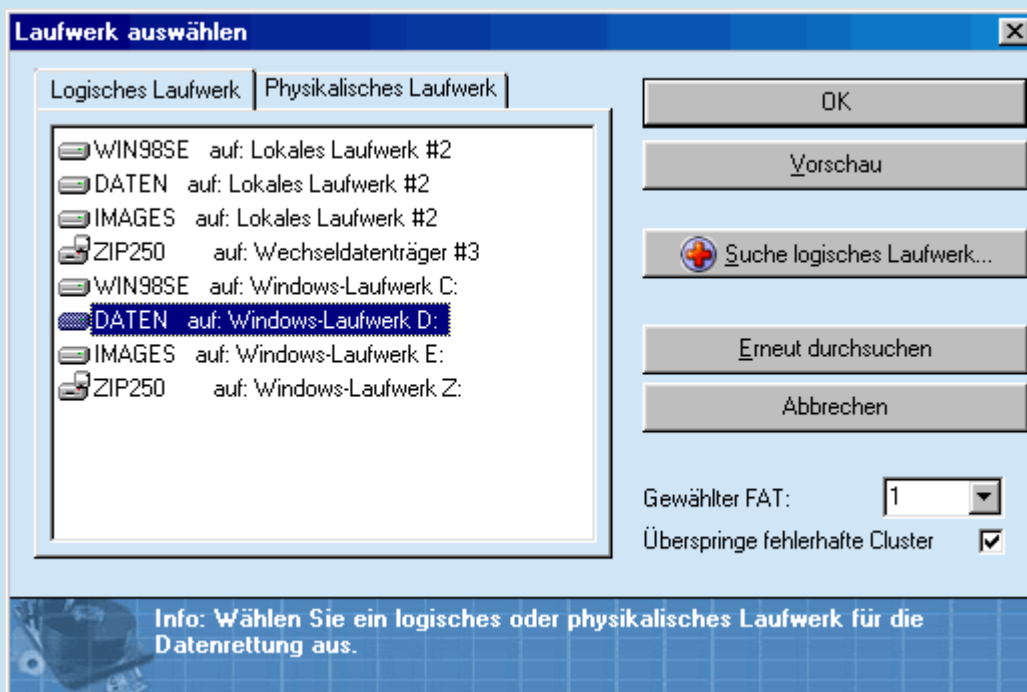 Laufwerk auswählen
Logisches Laufwerk
Physikalisches Laufwerk
WIN98SE auf: Lokales Laufwerk #2
DATEN auf: Lokales Laufwerk #2
IMAGES auf: Lokales Laufwerk #2
ZIP250 auf: Wechseldatenträger #3
WIN98SE auf: Windows-Laufwerk C:
DATEN auf: Windows-Laufwerk D:
IMAGES auf: Windows-Laufwerk E:
ZIP250 auf: Windows-Laufwerk Z:
OK
Vorschau
Suche logisches Laufwerk...
Erneut durchsuchen
Abbrechen
Gewählter FAT: 1
Überspringe fehlerhafte Cluster
Info: Wählen Sie ein logisches oder physikalisches Laufwerk für die
Datenrettung aus.